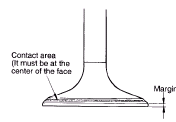 Contact area
(It must be at the
center of the face
Margin